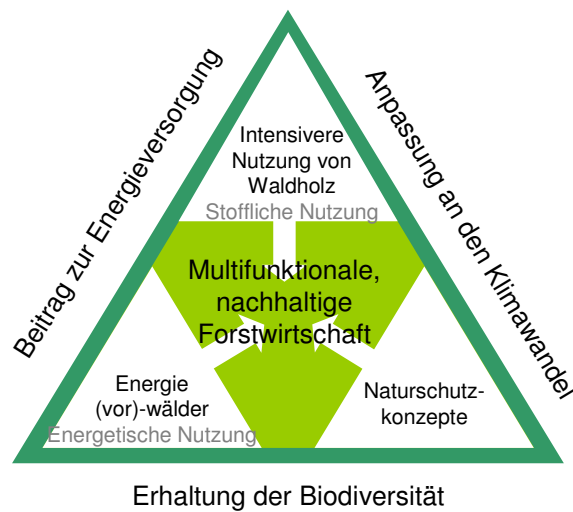 Beitrag zur Energieversorgung
Anpassung an den Klimawandel
Intensivere
Nutzung von
Waldholz
Stoffliche Nutzung
Multifunktionale,
nachhaltige
Forstwirtschaft
Energie
(vor)-wälder
Energetische Nutzung
Naturschutz-
konzepte
Erhaltung der Biodiversität